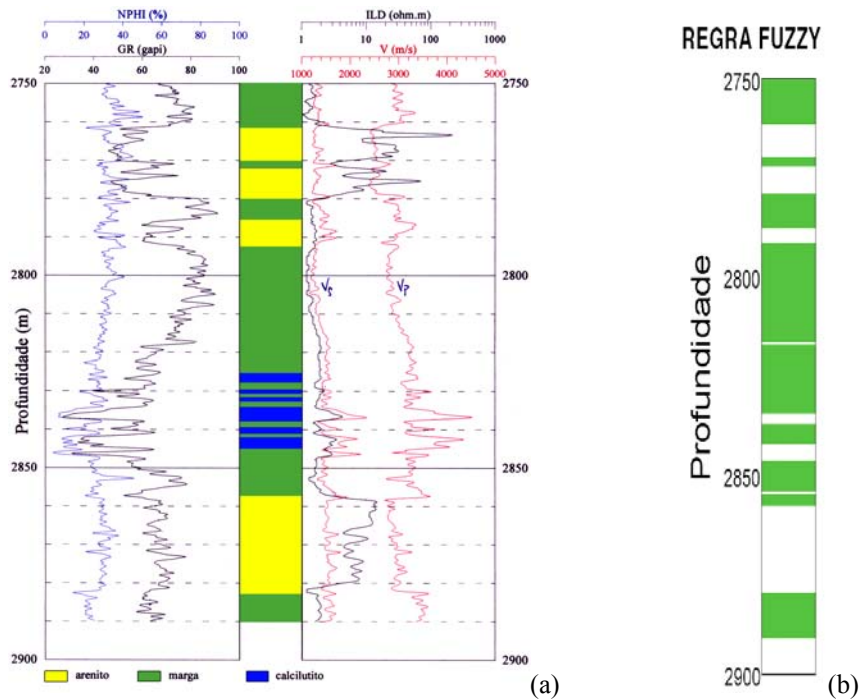 NPHI (%)
0 20 40 60 80 100
GR (gapi)
20 40 60 80 100
ILD (ohm.m)
1 10 100 1000
V (m/s)
1000 2000 3000 4000 5000
2750
2800
2850
2900
Profundidade (m)
Vs
Vp
2750
2800
2850
2900
arenito
marga
calcilutito
(a)
REGRA FUZZY
2750
2800
2850
2900
Profundidade
(b)